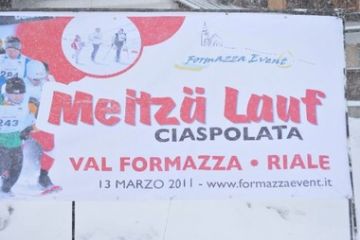 Formazza Event
Meitzä Lauf
CIASPOLATA
VAL FORMAZZA • RIALE
13 MARZO 2011 - www.formazzaevent.it
243